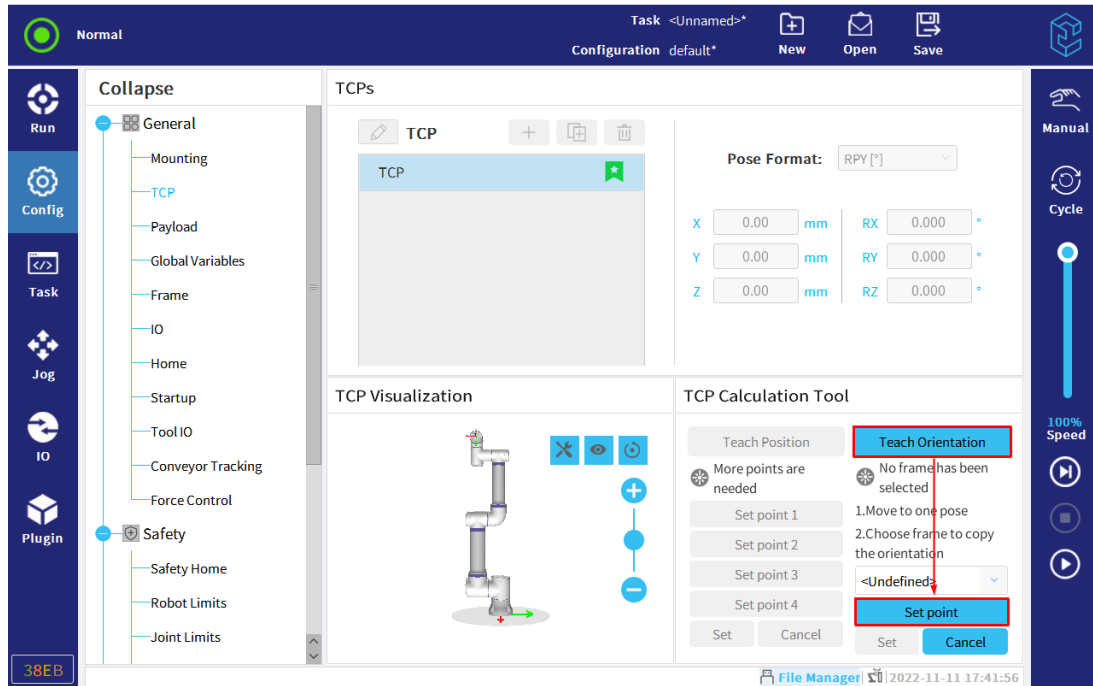 Normal
Task <Unnamed>*
Configuration default*
New
Open
Save
Run
Config
Task
Jog
IO
Plugin
38EB
Collapse
General
Mounting
TCP
Payload
Global Variables
Frame
IO
Home
Startup
Tool IO
Conveyor Tracking
Force Control
Safety
Safety Home
Robot Limits
Joint Limits
TCPs
TCP
TCP
Pose Format: RPY [°]
X 0.00 mm RX 0.000 °
Y 0.00 mm RY 0.000 °
Z 0.00 mm RZ 0.000 °
TCP Visualization
TCP Calculation Tool
Teach Position
More points are
needed
Set point 1
Set point 2
Set point 3
Set point 4
Set Cancel
Teach Orientation
No frame has been
selected
1.Move to one pose
2.Choose frame to copy
the orientation
<Undefined>
Set point
Set Cancel
Manual
Cycle
100%
Speed
File Manager 2022-11-11 17:41:56